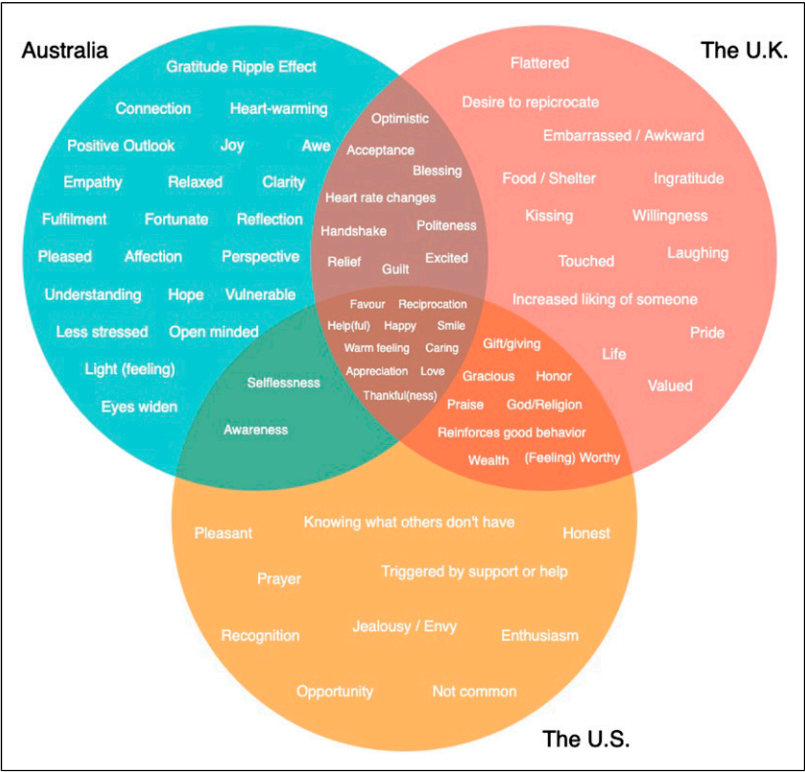 Australia
The U.K.
Gratitude Ripple Effect
Connection Heart-warming
Positive Outlook Joy Awe
Empathy Relaxed Clarity
Fulfilment Fortunate Reflection
Pleased Affection Perspective
Understanding Hope Vulnerable
Less stressed Open minded
Light (feeling)
Eyes widen
Optimistic
Acceptance
Blessing
Heart rate changes
Handshake Politeness
Relief Guilt Excited
Flattered
Desire to repicrocate
Embarrassed / Awkward
Food / Shelter Ingratitude
Kissing Willingness
Touched Laughing
Increased liking of someone
Pride
Life
Valued
Favour Reciprocation
Help(ful) Happy Smile
Warm feeling Caring
Appreciation Love
Thankful(ness)
Selflessness
Awareness
Gift/giving
Gracious Honor
Praise God/Religion
Reinforces good behavior
Wealth (Feeling) Worthy
Pleasant Knowing what others don't have Honest
Prayer Triggered by support or help
Recognition Jealousy / Envy Enthusiasm
Opportunity Not common
The U.S.